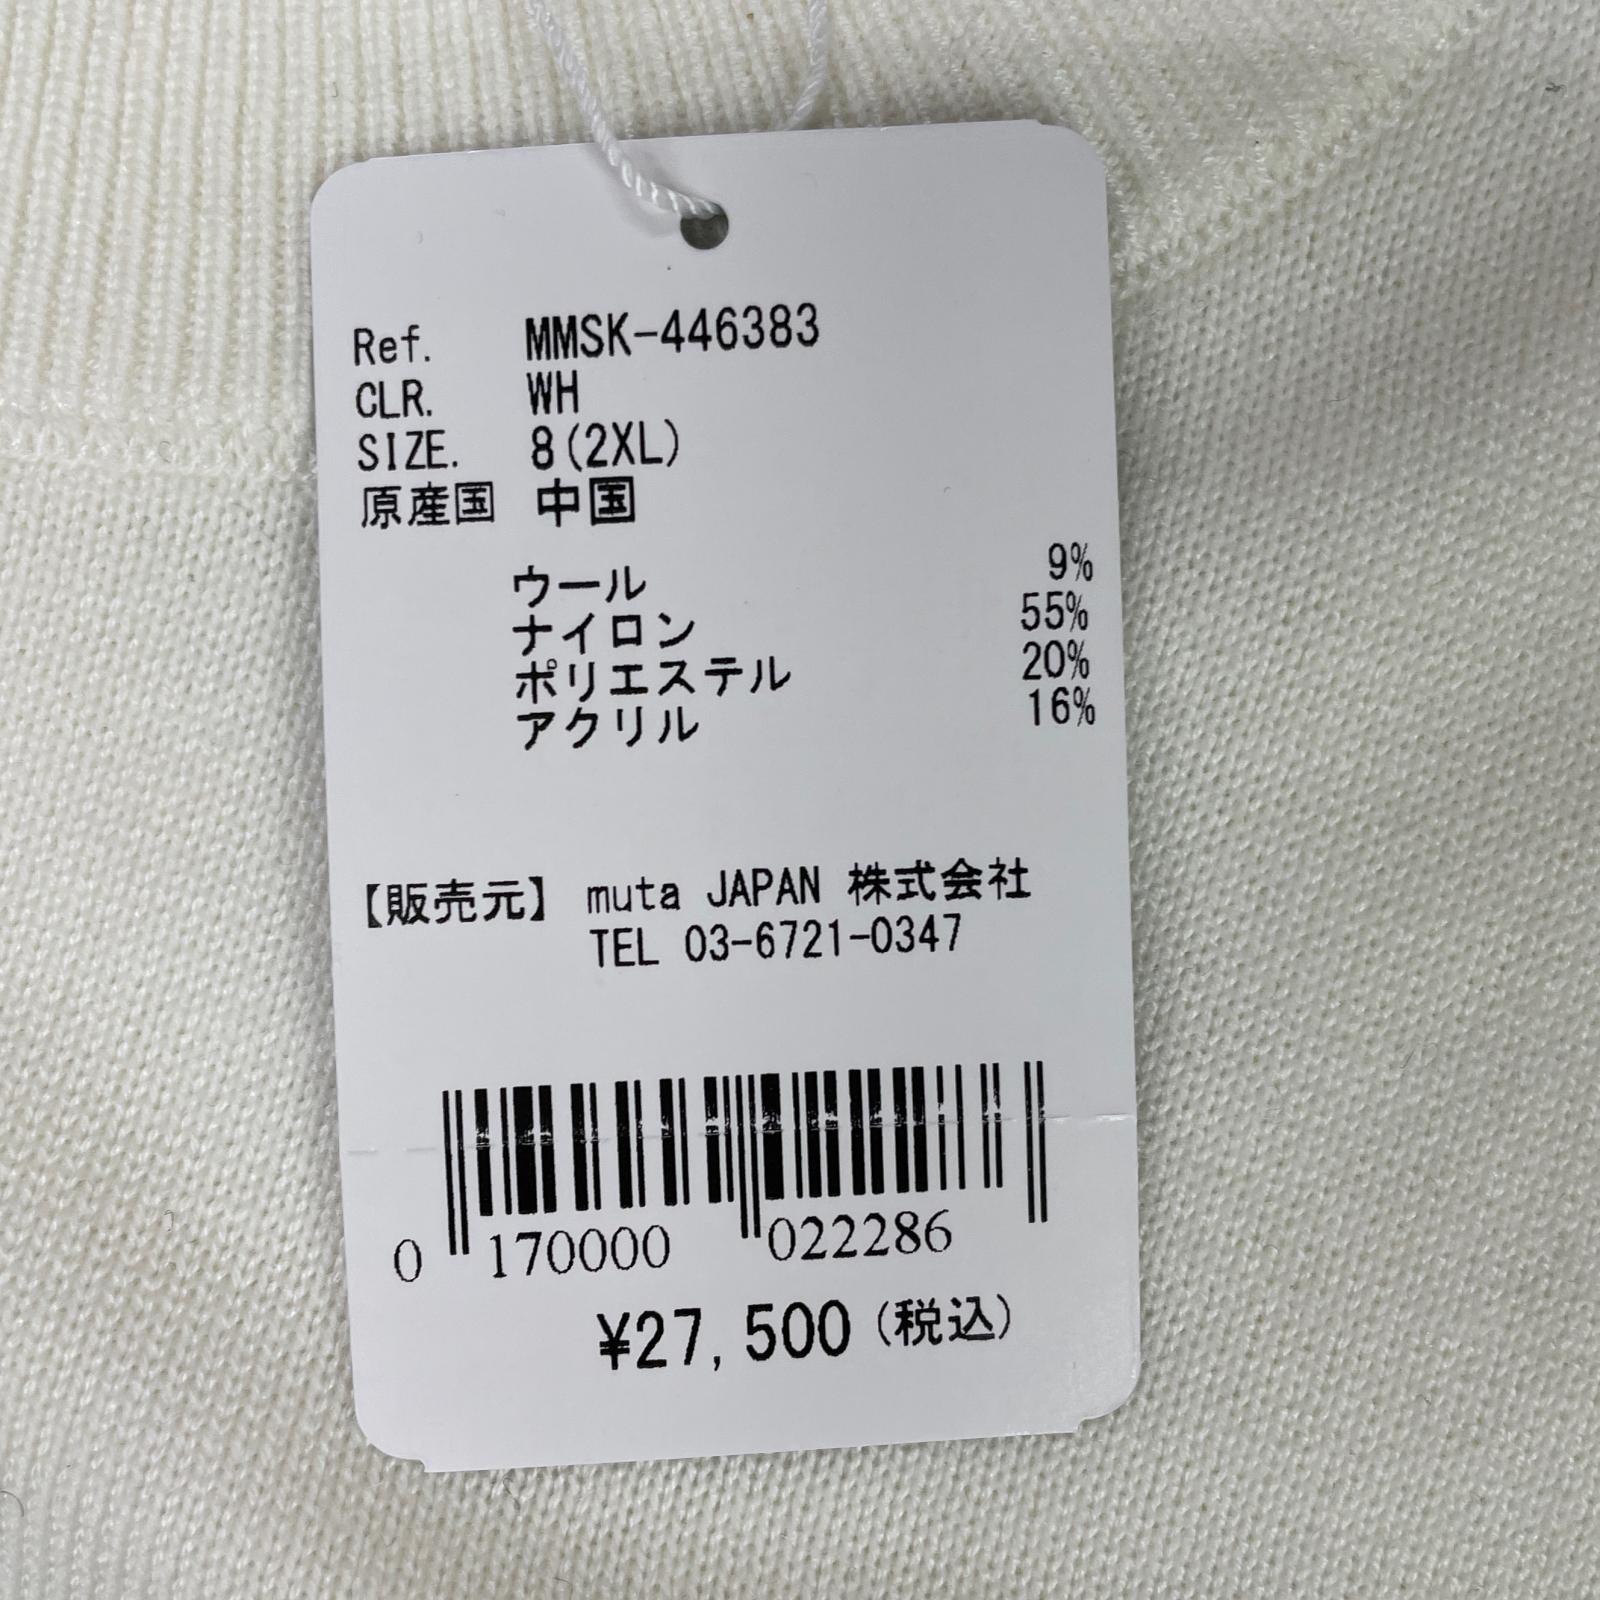 Ref. MMSK-446383
CLR. WH
SIZE. 8(2XL)
原産国 中国
ウール 9%
ナイロン 55%
ポリエステル 20%
アクリル 16%
【販売元】 muta JAPAN 株式会社
TEL 03-6721-0347
0 170000 022286
¥27,500(税込)